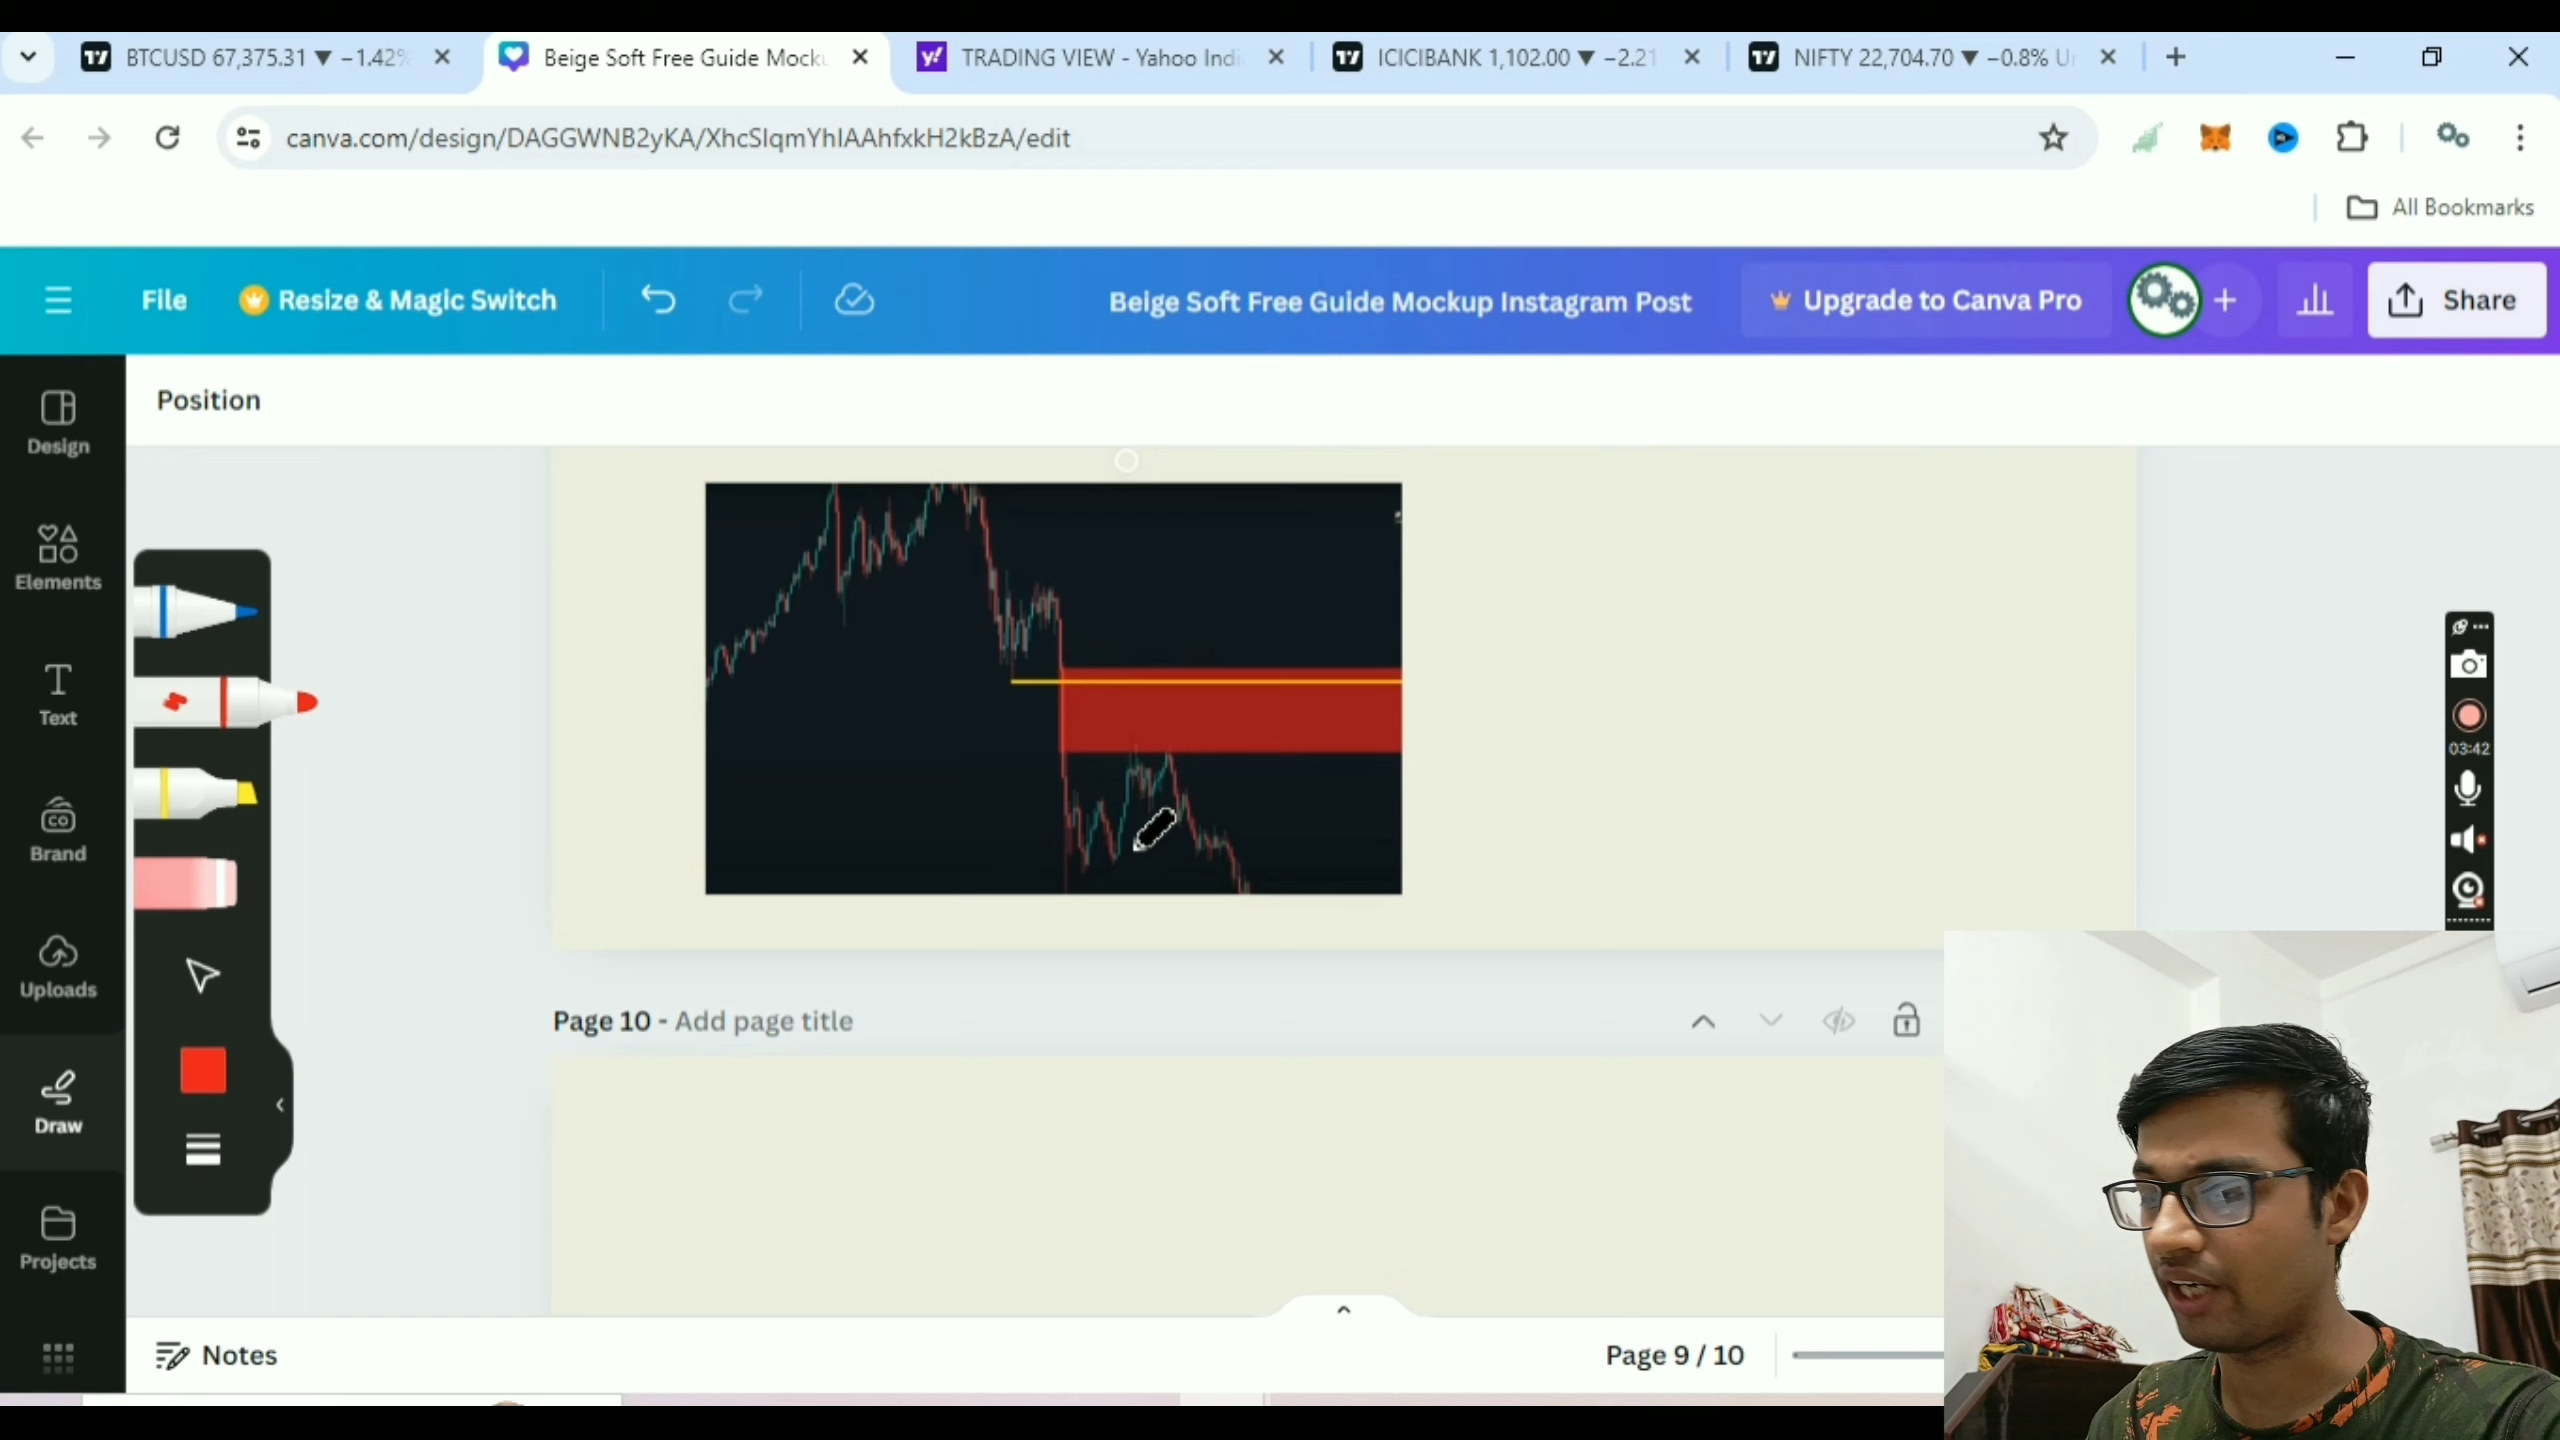 BTCUSD 67,375.31 ▼ −1.42%
Beige Soft Free Guide Mocku
TRADING VIEW - Yahoo Indi
ICICIBANK 1,102.00 ▼ −2.21
NIFTY 22,704.70 ▼ −0.8% U
canva.com/design/DAGGWNB2yKA/XhcSIqmYhIAAhfxkH2kBzA/edit
All Bookmarks
File
Resize & Magic Switch
Beige Soft Free Guide Mockup Instagram Post
Upgrade to Canva Pro
Share
Position
Design
Elements
Text
Brand
Uploads
Draw
Projects
03:42
Page 10 - Add page title
Notes
Page 9 / 10